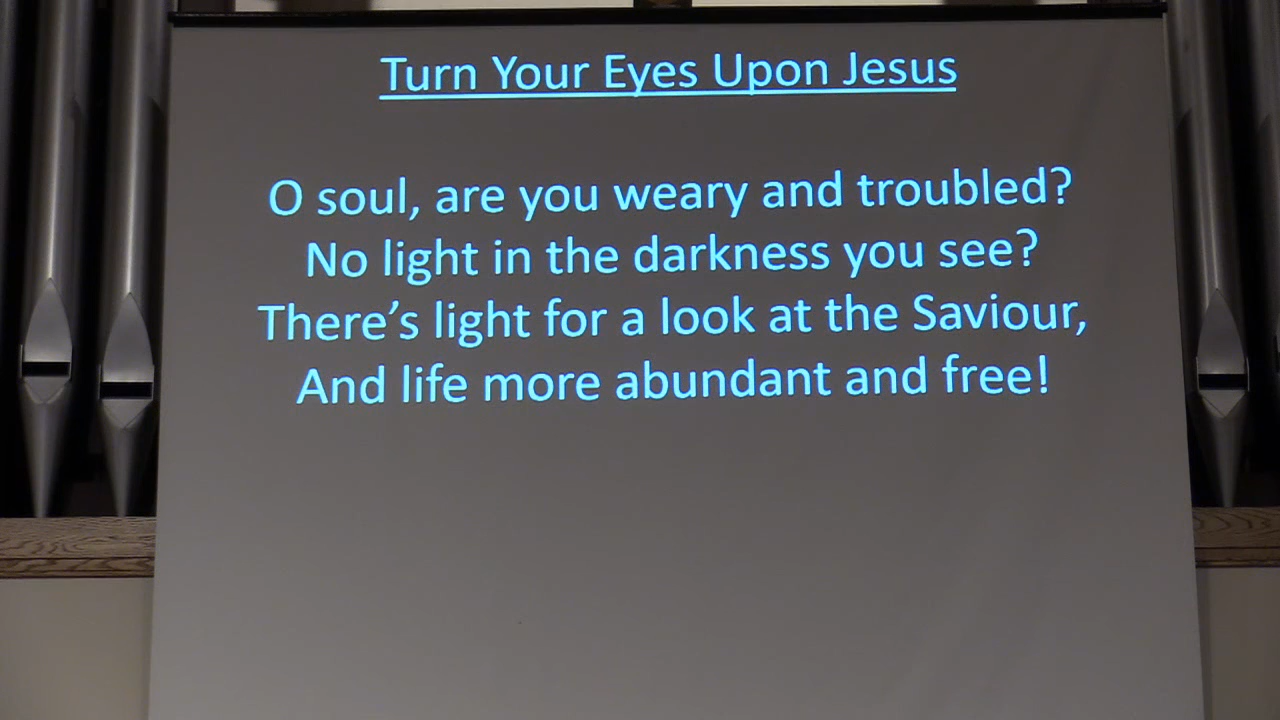 Turn Your Eyes Upon Jesus
O soul, are you weary and troubled?
No light in the darkness you see?
There’s light for a look at the Saviour,
And life more abundant and free!